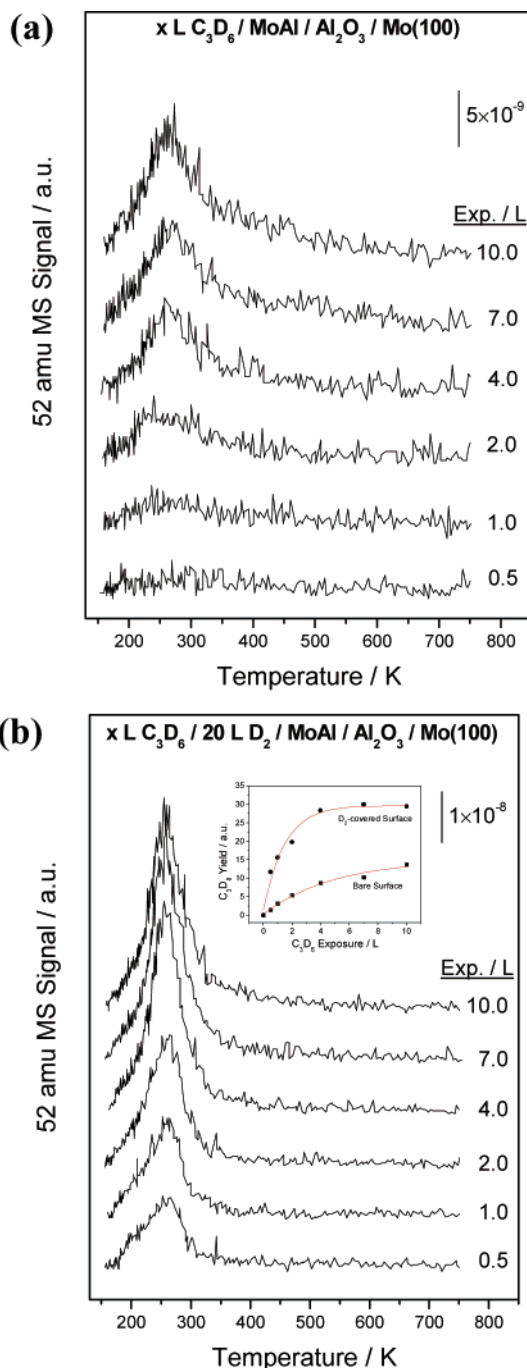 (a)
x L C₃D₆ / MoAl / Al₂O₃ / Mo(100)
5×10⁻⁹
Exp. / L
10.0
7.0
4.0
2.0
1.0
0.5
52 amu MS Signal / a.u.
200 300 400 500 600 700 800
Temperature / K
(b)
x L C₃D₆ / 20 L D₂ / MoAl / Al₂O₃ / Mo(100)
1×10⁻⁸
35
30
25
20
15
10
5
0
C₃D₈ Yield / a.u.
D₂-covered Surface
Bare Surface
0 2 4 6 8 10
C₃D₆ Exposure / L
Exp. / L
10.0
7.0
4.0
2.0
1.0
0.5
52 amu MS Signal / a.u.
200 300 400 500 600 700 800
Temperature / K